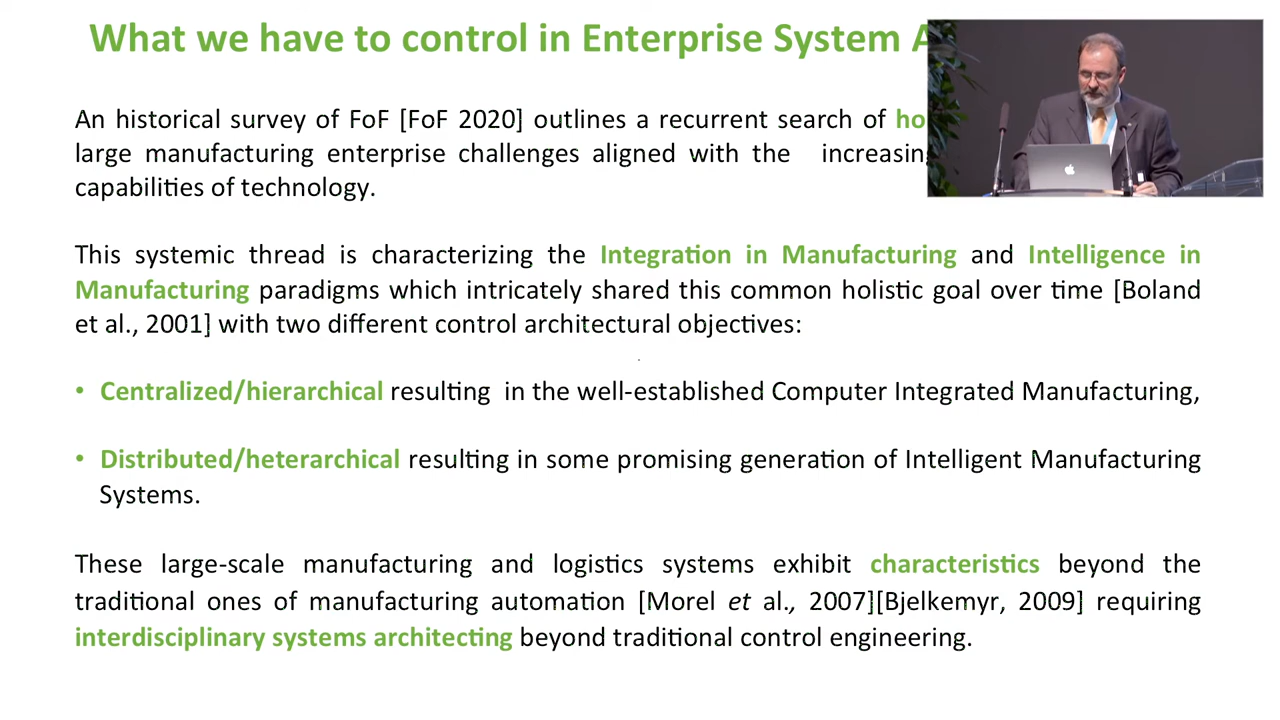 What we have to control in Enterprise System
An historical survey of FoF [FoF 2020] outlines a recurrent search of
large manufacturing enterprise challenges aligned with the
capabilities of technology.
This systemic thread is characterizing the Integration in Manufacturing and Intelligence in
Manufacturing paradigms which intricately shared this common holistic goal over time [Boland
et al., 2001] with two different control architectural objectives:
• Centralized/hierarchical resulting in the well-established Computer Integrated Manufacturing,
• Distributed/heterarchical resulting in some promising generation of Intelligent Manufacturing
Systems.
These large-scale manufacturing and logistics systems exhibit characteristics beyond the
traditional ones of manufacturing automation [Morel et al., 2007][Bjelkemyr, 2009] requiring
interdisciplinary systems architecting beyond traditional control engineering.